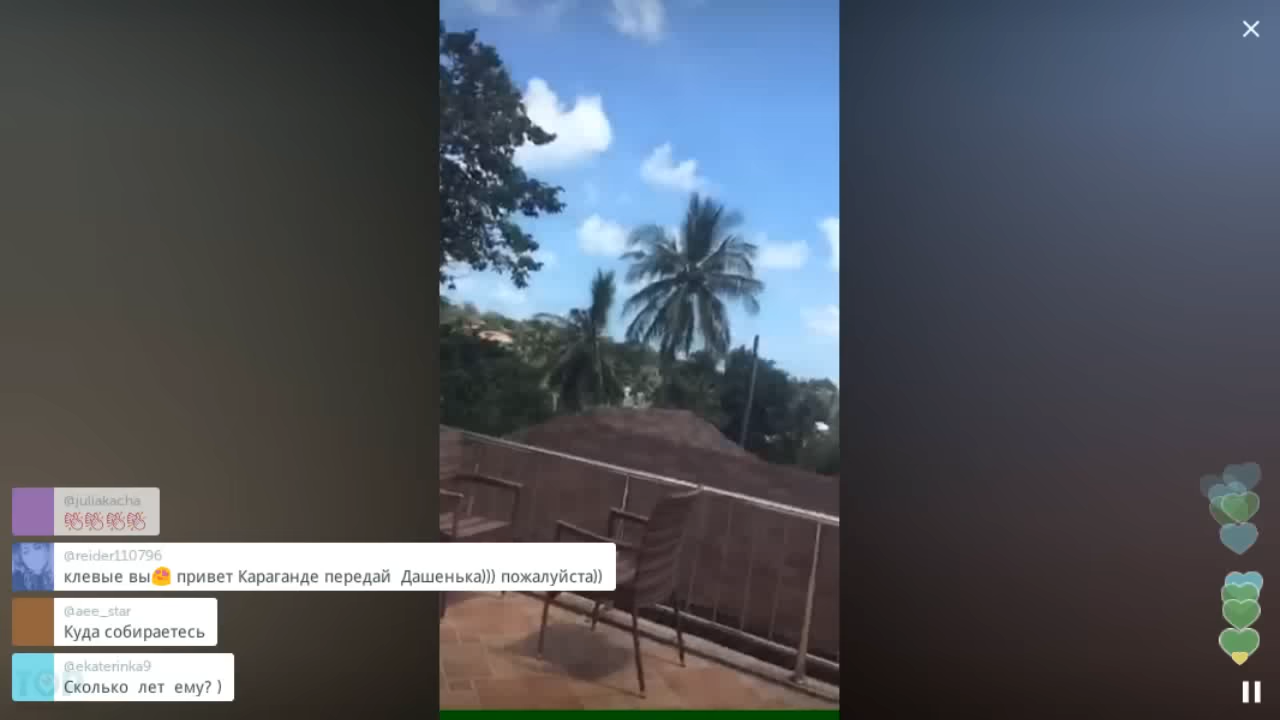 @juliakacha
👏👏👏👏
@reider110796
клевые вы😍 привет Караганде передай Дашенька))) пожалуйста))
@aee_star
Куда собираетесь
@ekaterinka9
Сколько лет ему? )